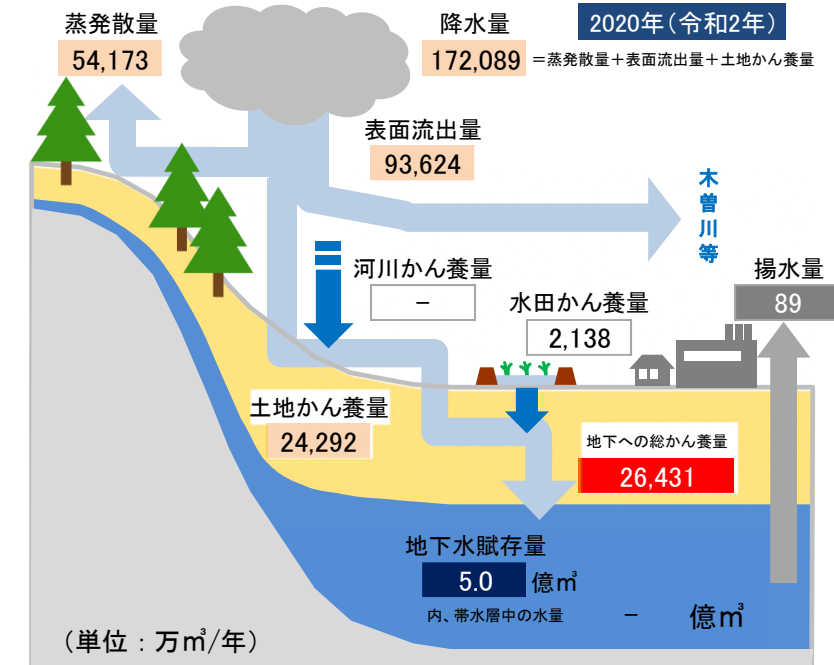 2020年（令和2年）
蒸発散量
54,173
降水量
172,089 ＝蒸発散量＋表面流出量＋土地かん養量
表面流出量
93,624
木曽川等
河川かん養量
－
水田かん養量
2,138
揚水量
89
土地かん養量
24,292
地下への総かん養量
26,431
地下水賦存量
5.0 億㎥
内、帯水層中の水量 － 億㎥
（単位：万㎥/年）